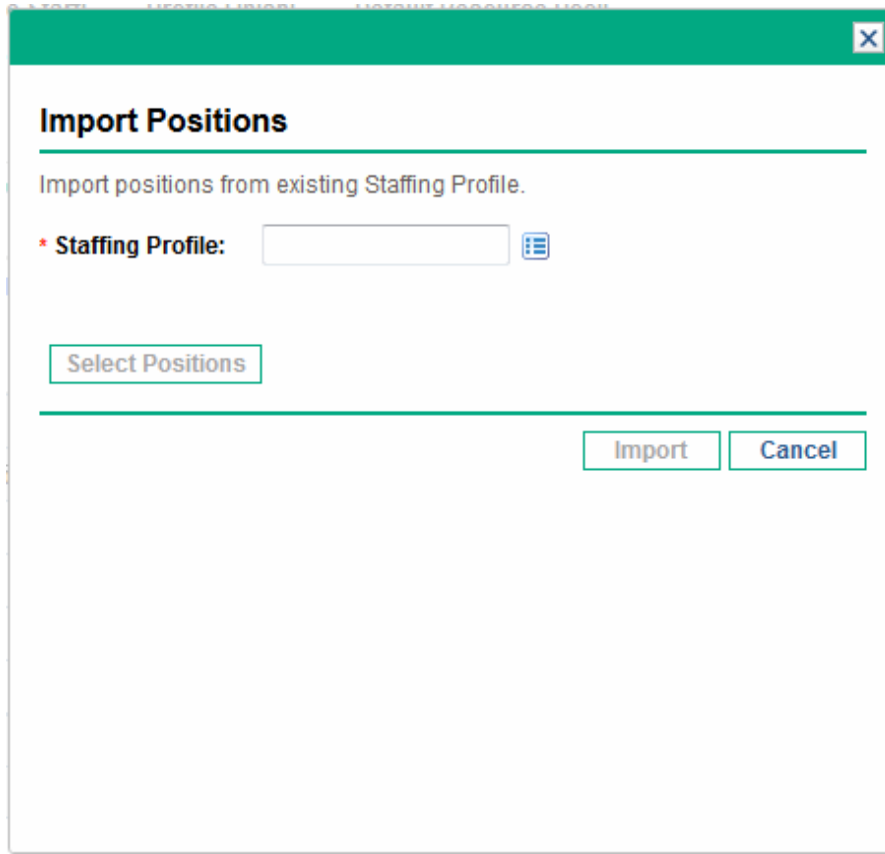 Import Positions
Import positions from existing Staffing Profile.
* Staffing Profile:
Select Positions
Import Cancel